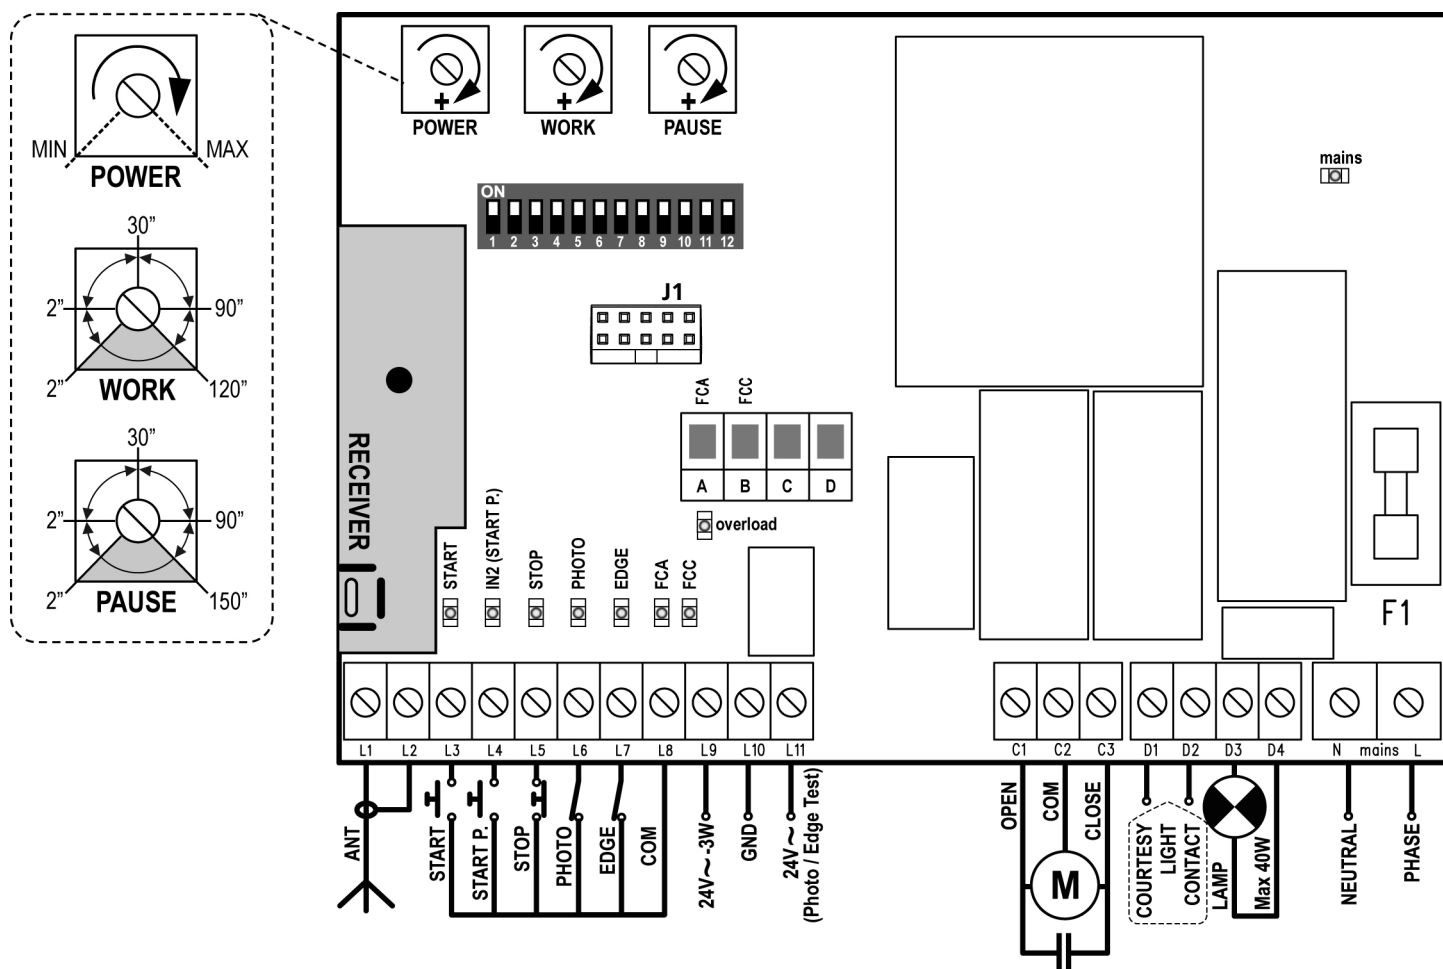 MIN
MAX
POWER
30”
2”
90”
2”
120”
WORK
30”
2”
90”
2”
150”
PAUSE
+
POWER
+
WORK
+
PAUSE
mains
ON
1 2 3 4 5 6 7 8 9 10 11 12
J1
FCA
FCC
A B C D
overload
RECEIVER
START
IN2 (START P.)
STOP
PHOTO
EDGE
FCA
FCC
F1
L1 L2 L3 L4 L5 L6 L7 L8 L9 L10 L11
C1 C2 C3
D1 D2 D3 D4
N mains L
ANT
START
START P.
STOP
PHOTO
EDGE
COM
24V~-3W
GND
24V~
(Photo / Edge Test)
OPEN
COM
CLOSE
M
COURTESY
LIGHT
CONTACT
LAMP
Max 40W
NEUTRAL
PHASE